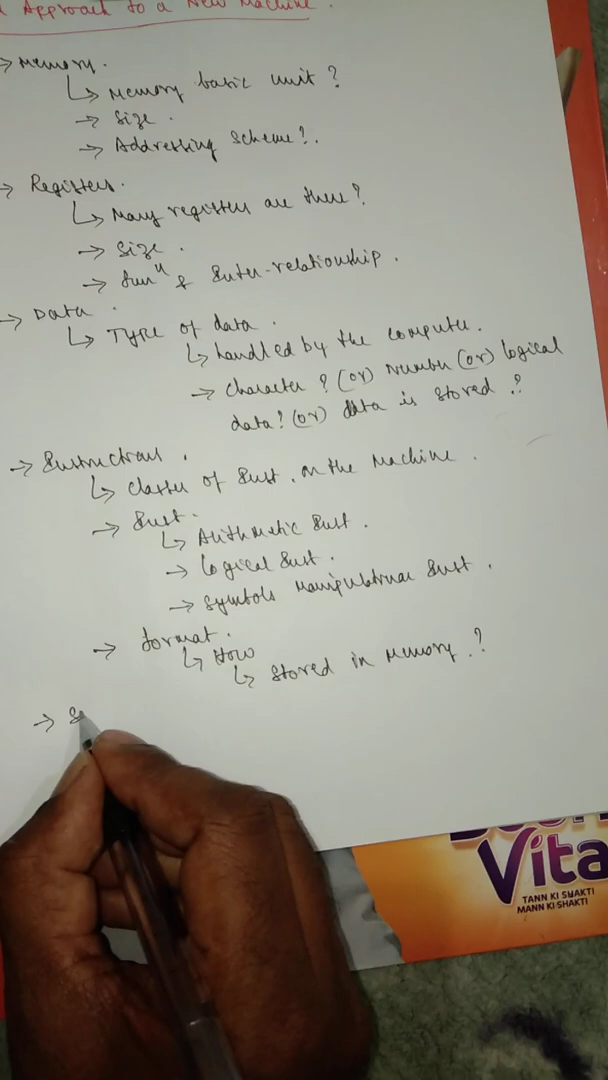 Approach to a New Machine.
→ Memory.
↳ Memory basic unit?
→ Size.
→ Addressing Scheme?.
→ Registers.
↳ Many registers are there?
→ Size.
→ funⁿ & Inter-relationship.
→ Data.
↳ Type of data.
↳ handled by the computer.
→ Character? (or) Number (or) logical
data? (or) data is stored?
→ Instructions.
↳ Classes of Inst. on the Machine.
→ Inst.
↳ Arithmetic Inst.
→ Logical Inst.
→ Symbols Manipulations Inst.
→ format.
↳ How
↳ Stored in Memory.?
→
Vita
TANN KI SHAKTI
MANN KI SHAKTI